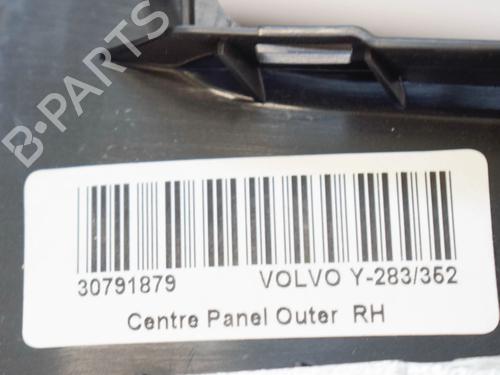 B-PARTS
30791879 VOLVO Y-283/352
Centre Panel Outer RH